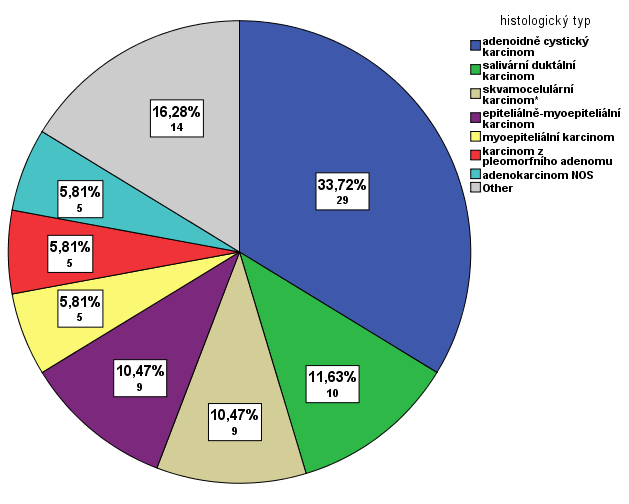 histologický typ
adenoidně cystický
karcinom
salivární duktální
karcinom
skvamocelulární
karcinom*
epiteliálně-myoepiteliální
karcinom
myoepiteliální karcinom
karcinom z
pleomorfního adenomu
adenokarcinom NOS
Other
33,72%
29
11,63%
10
10,47%
9
10,47%
9
5,81%
5
5,81%
5
5,81%
5
16,28%
14